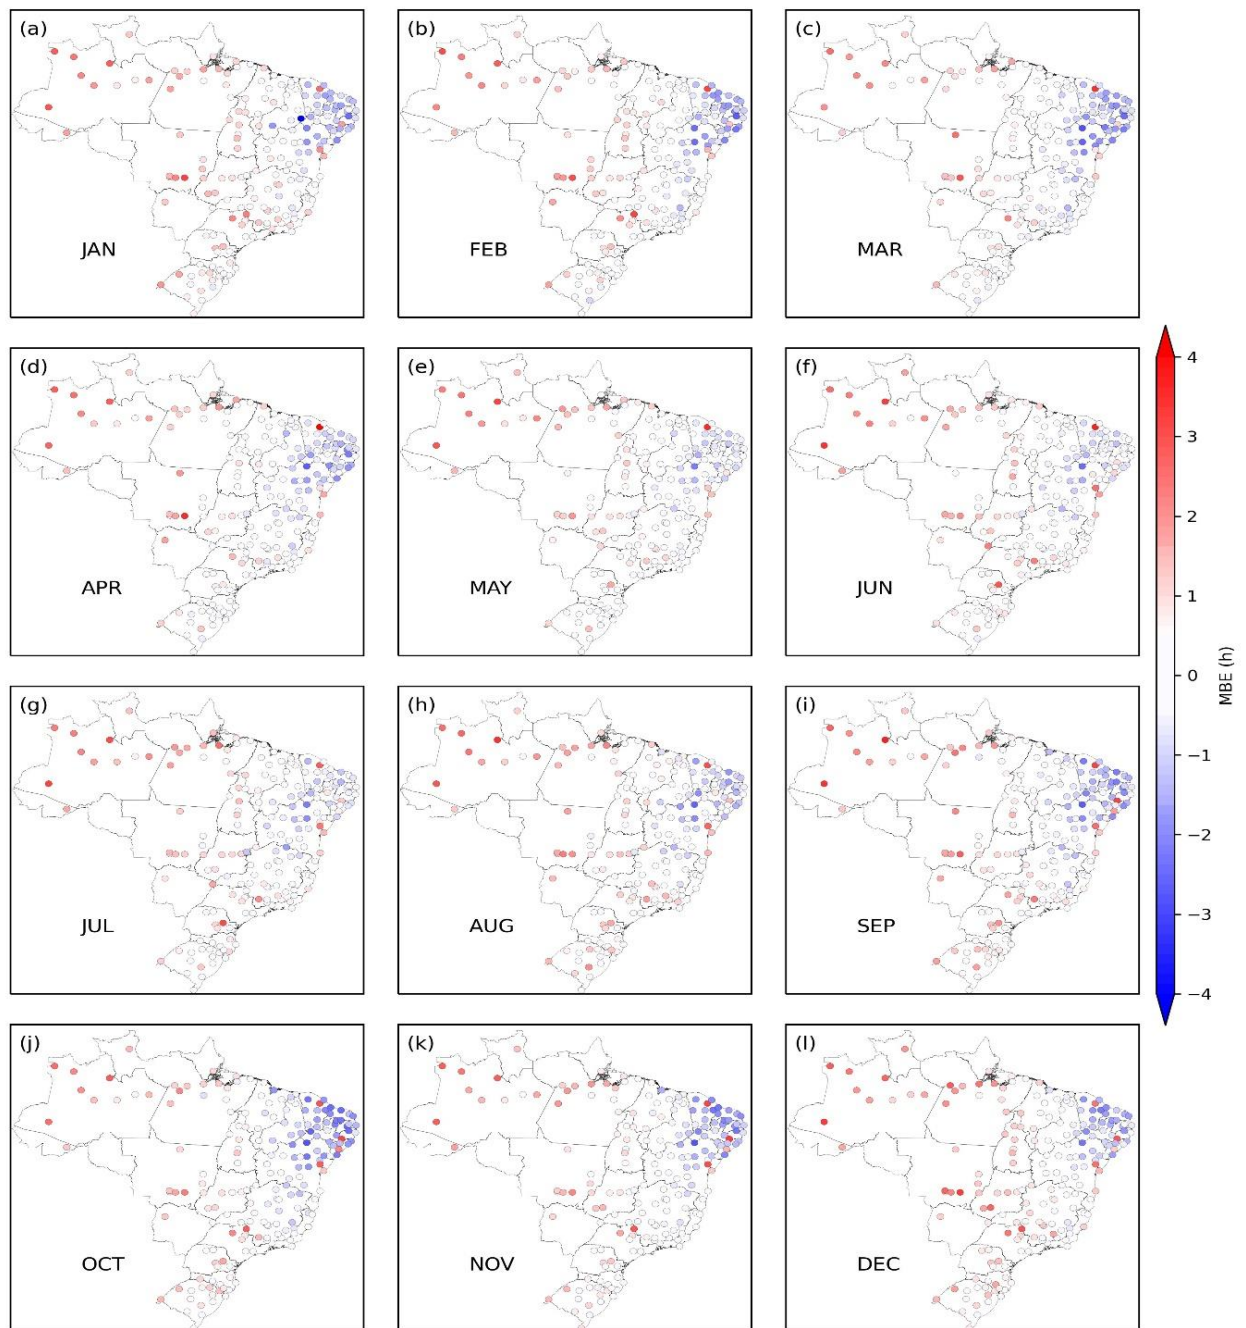 (a)
JAN
(b)
FEB
(c)
MAR
(d)
APR
(e)
MAY
(f)
JUN
(g)
JUL
(h)
AUG
(i)
SEP
(j)
OCT
(k)
NOV
(l)
DEC
4
3
2
1
0
−1
−2
−3
−4
MBE (h)